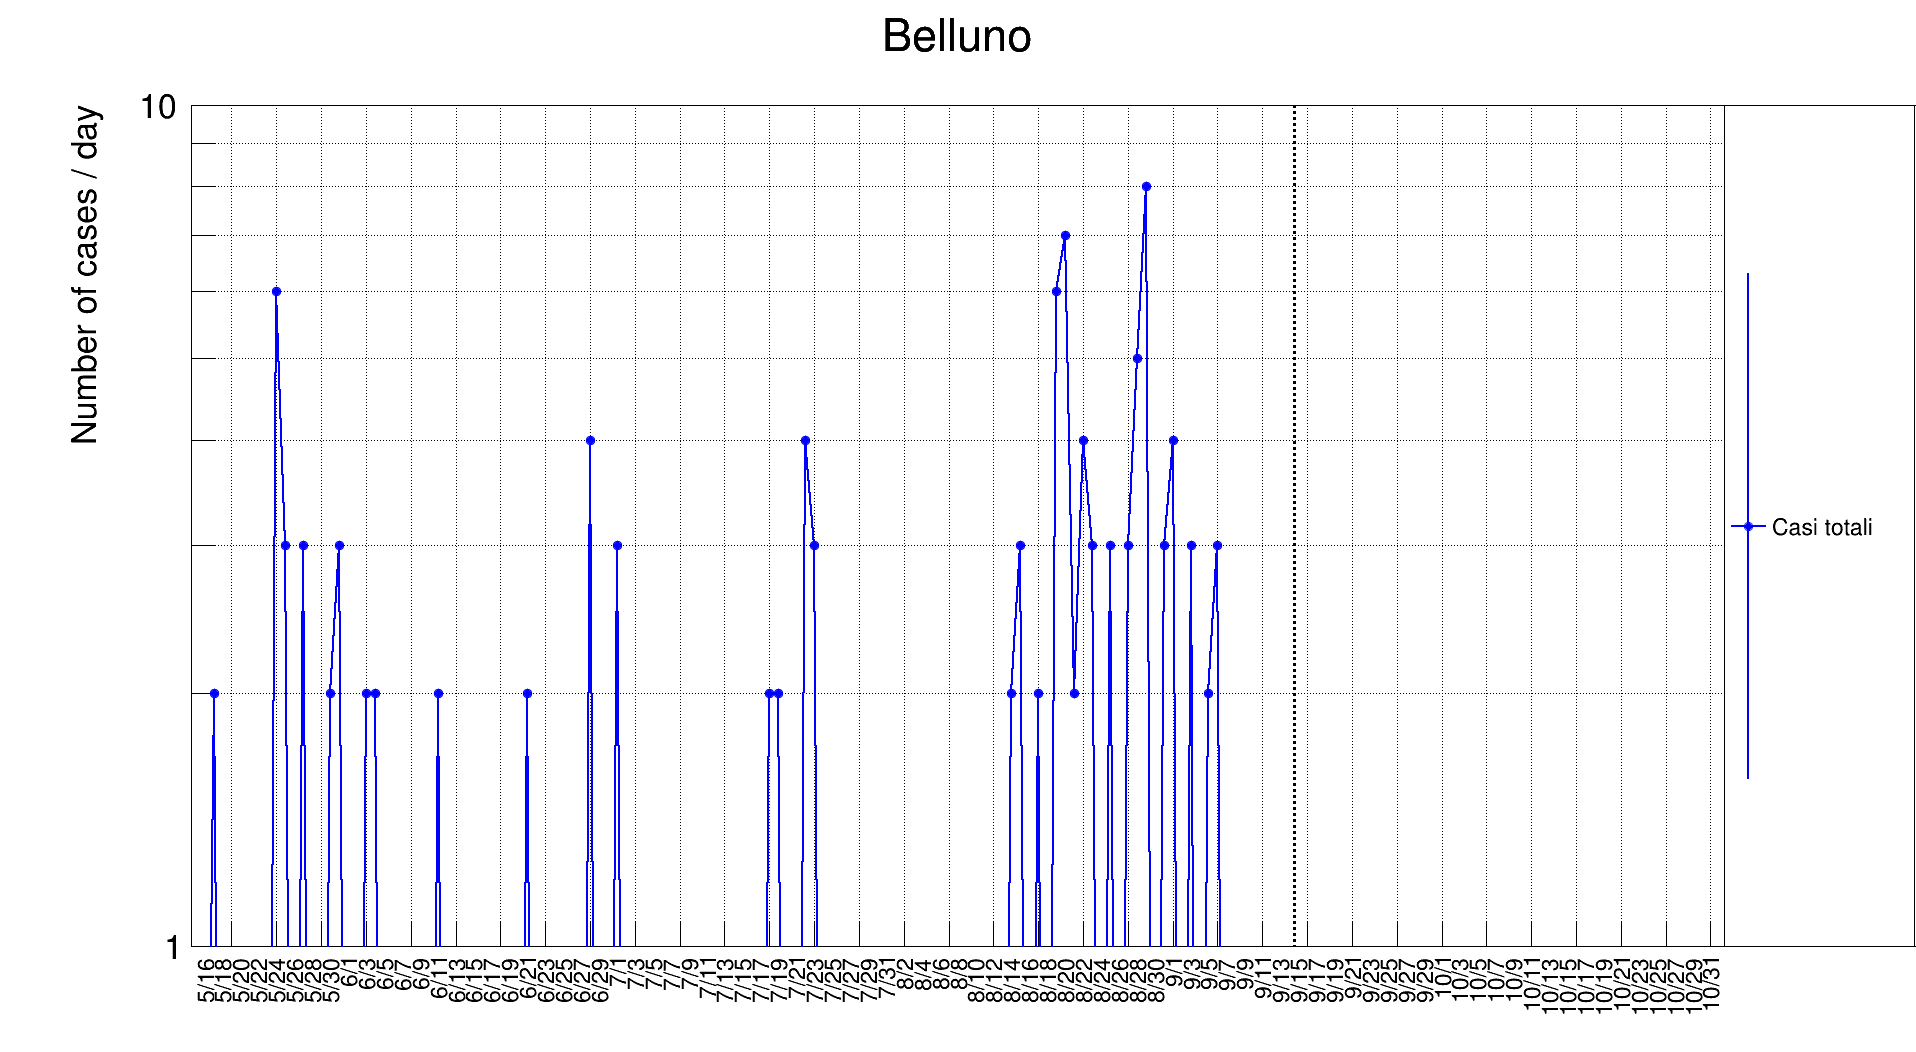 Belluno
Number of cases / day
10
1
Casi totali
5/16 5/18 5/20 5/22 5/24 5/26 5/28 5/30 6/1 6/3 6/5 6/7 6/9 6/11 6/13 6/15 6/17 6/19 6/21 6/23 6/25 6/27 6/29 7/1 7/3 7/5 7/7 7/9 7/11 7/13 7/15 7/17 7/19 7/21 7/23 7/25 7/27 7/29 7/31 8/2 8/4 8/6 8/8 8/10 8/12 8/14 8/16 8/18 8/20 8/22 8/24 8/26 8/28 8/30 9/1 9/3 9/5 9/7 9/9 9/11 9/13 9/15 9/17 9/19 9/21 9/23 9/25 9/27 9/29 10/1 10/3 10/5 10/7 10/9 10/11 10/13 10/15 10/17 10/19 10/21 10/23 10/25 10/27 10/29 10/31